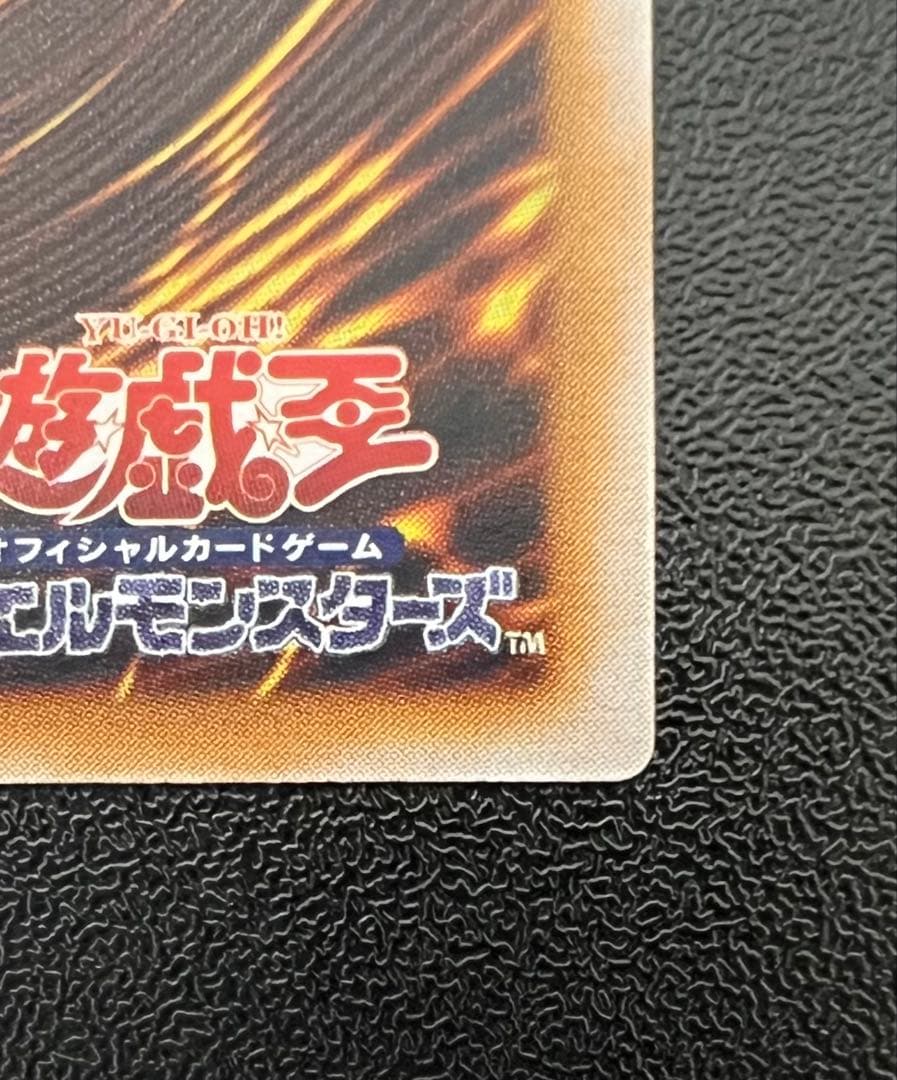 YU-GI-OH!
遊戯王
オフィシャルカードゲーム
エルモンスターズ
TM